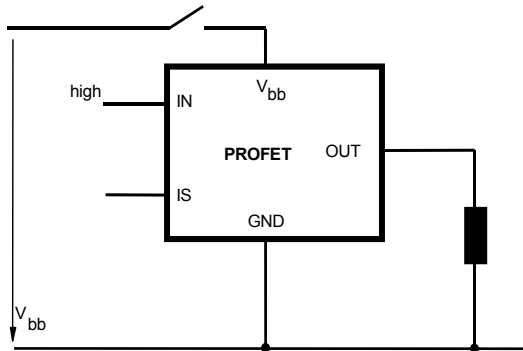 high
IN
V bb
PROFET
OUT
IS
GND
V bb